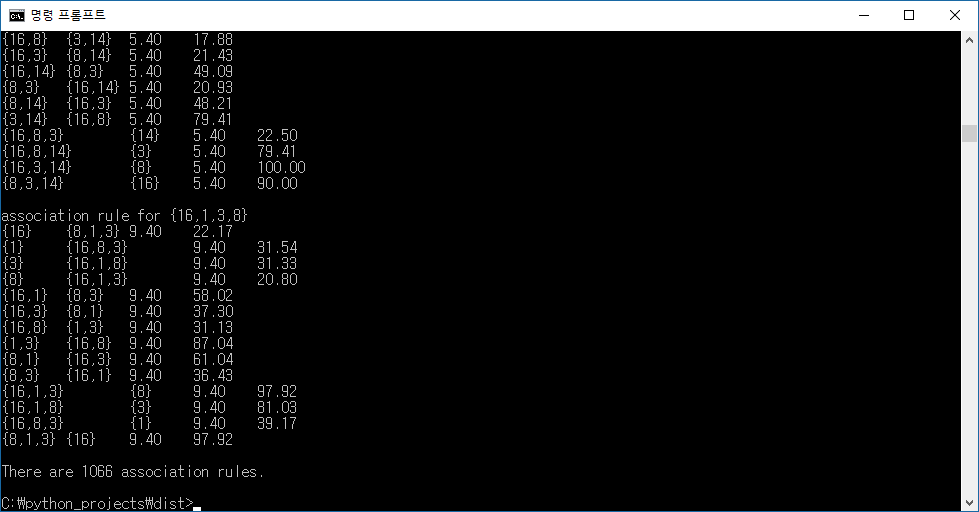 명령 프롬프트
{16,8} {3,14} 5.40 17.88
{16,3} {8,14} 5.40 21.43
{16,14} {8,3} 5.40 49.09
{8,3} {16,14} 5.40 20.93
{8,14} {16,3} 5.40 48.21
{3,14} {16,8} 5.40 79.41
{16,8,3} {14} 5.40 22.50
{16,8,14} {3} 5.40 79.41
{16,3,14} {8} 5.40 100.00
{8,3,14} {16} 5.40 90.00
association rule for {16,1,3,8}
{16} {8,1,3} 9.40 22.17
{1} {16,8,3} 9.40 31.54
{3} {16,1,8} 9.40 31.33
{8} {16,1,3} 9.40 20.80
{16,1} {8,3} 9.40 58.02
{16,3} {8,1} 9.40 37.30
{16,8} {1,3} 9.40 31.13
{1,3} {16,8} 9.40 87.04
{8,1} {16,3} 9.40 61.04
{8,3} {16,1} 9.40 36.43
{16,1,3} {8} 9.40 97.92
{16,1,8} {3} 9.40 81.03
{16,8,3} {1} 9.40 39.17
{8,1,3} {16} 9.40 97.92
There are 1066 association rules.
C:₩python_projects₩dist>